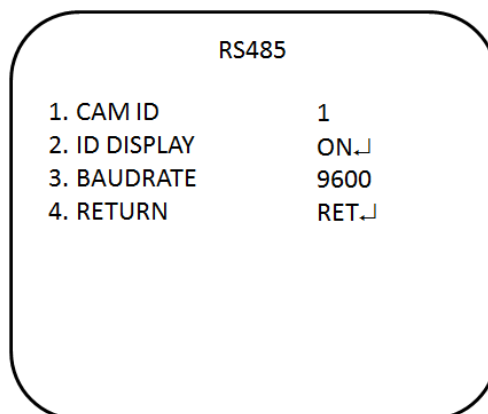 RS485
1. CAM ID 1
2. ID DISPLAY ON↵
3. BAUDRATE 9600
4. RETURN RET↵